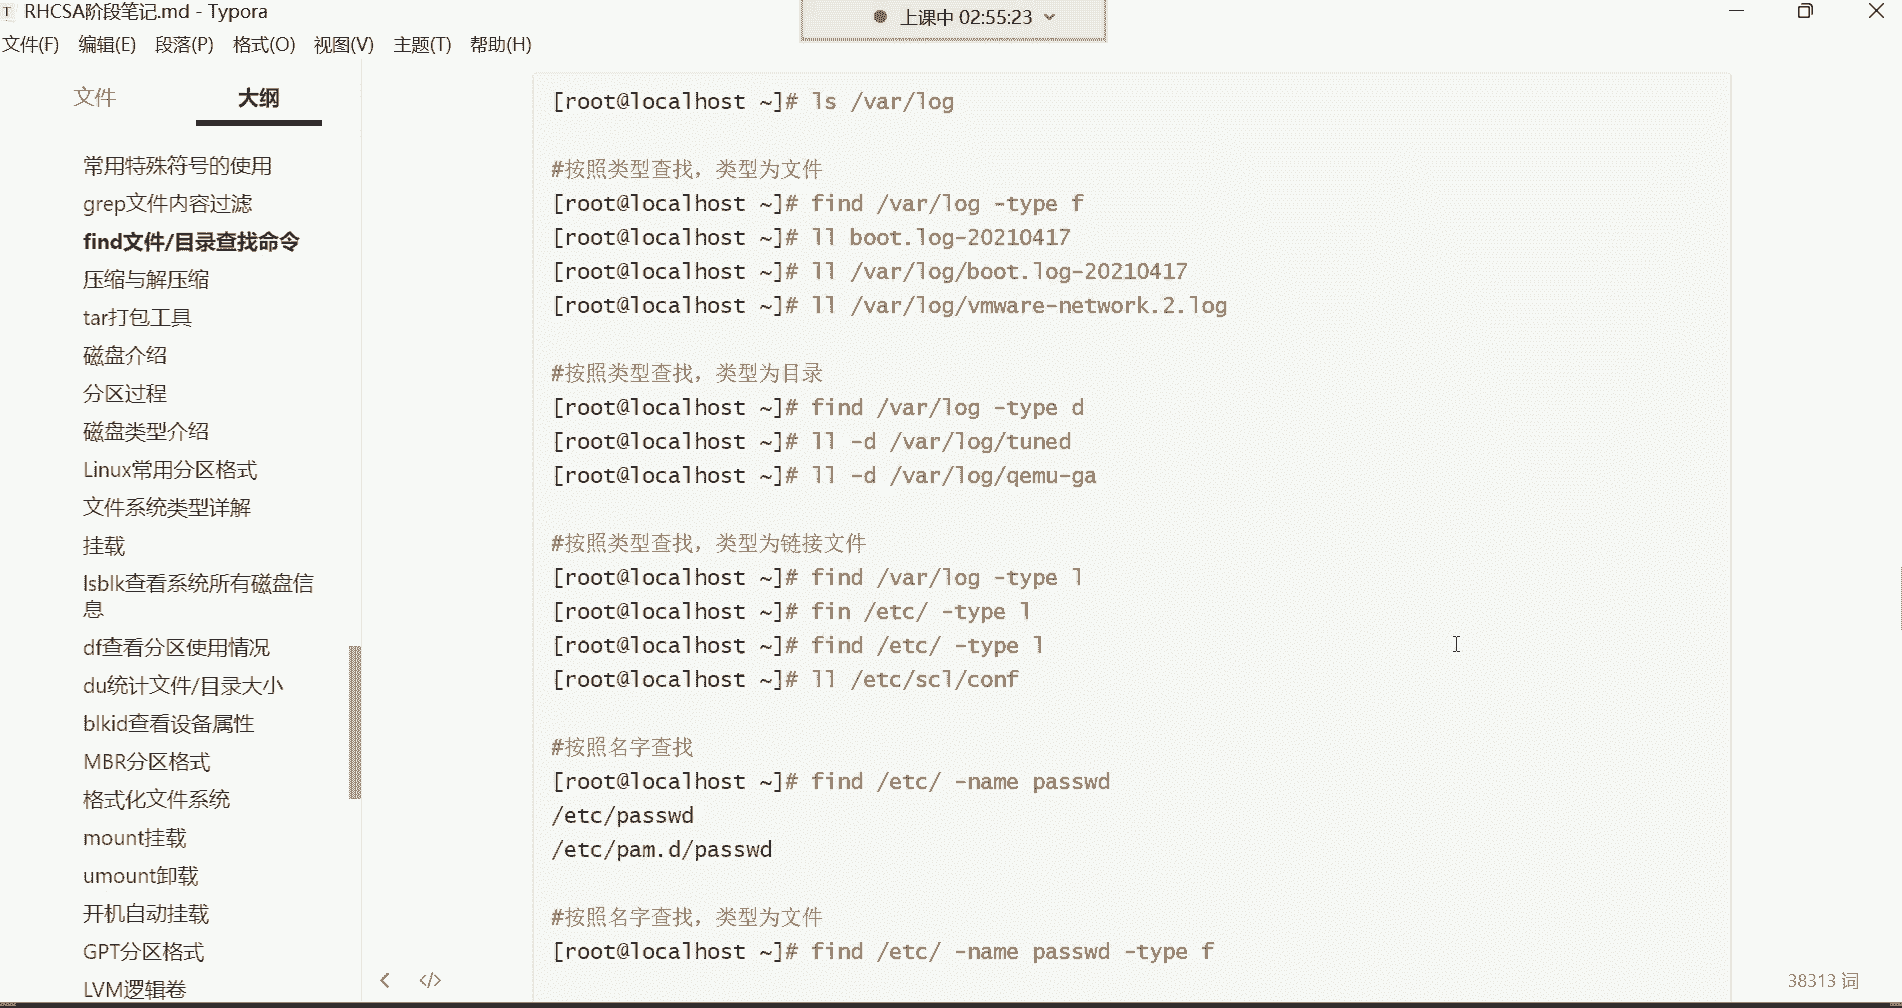 RHCSA阶段笔记.md - Typora
上课中 02:55:23
文件(F) 编辑(E) 段落(P) 格式(O) 视图(V) 主题(T) 帮助(H)
文件 大纲
常用特殊符号的使用
grep文件内容过滤
find文件/目录查找命令
压缩与解压缩
tar打包工具
磁盘介绍
分区过程
磁盘类型介绍
Linux常用分区格式
文件系统类型详解
挂载
lsblk查看系统所有磁盘信
息
df查看分区使用情况
du统计文件/目录大小
blkid查看设备属性
MBR分区格式
格式化文件系统
mount挂载
umount卸载
开机自动挂载
GPT分区格式
LVM逻辑卷
[root@localhost ~]# ls /var/log
#按照类型查找，类型为文件
[root@localhost ~]# find /var/log -type f
[root@localhost ~]# ll boot.log-20210417
[root@localhost ~]# ll /var/log/boot.log-20210417
[root@localhost ~]# ll /var/log/vmware-network.2.log
#按照类型查找，类型为目录
[root@localhost ~]# find /var/log -type d
[root@localhost ~]# ll -d /var/log/tuned
[root@localhost ~]# ll -d /var/log/qemu-ga
#按照类型查找，类型为链接文件
[root@localhost ~]# find /var/log -type l
[root@localhost ~]# fin /etc/ -type l
[root@localhost ~]# find /etc/ -type l
[root@localhost ~]# ll /etc/scl/conf
#按照名字查找
[root@localhost ~]# find /etc/ -name passwd
/etc/passwd
/etc/pam.d/passwd
#按照名字查找，类型为文件
[root@localhost ~]# find /etc/ -name passwd -type f
38313 词